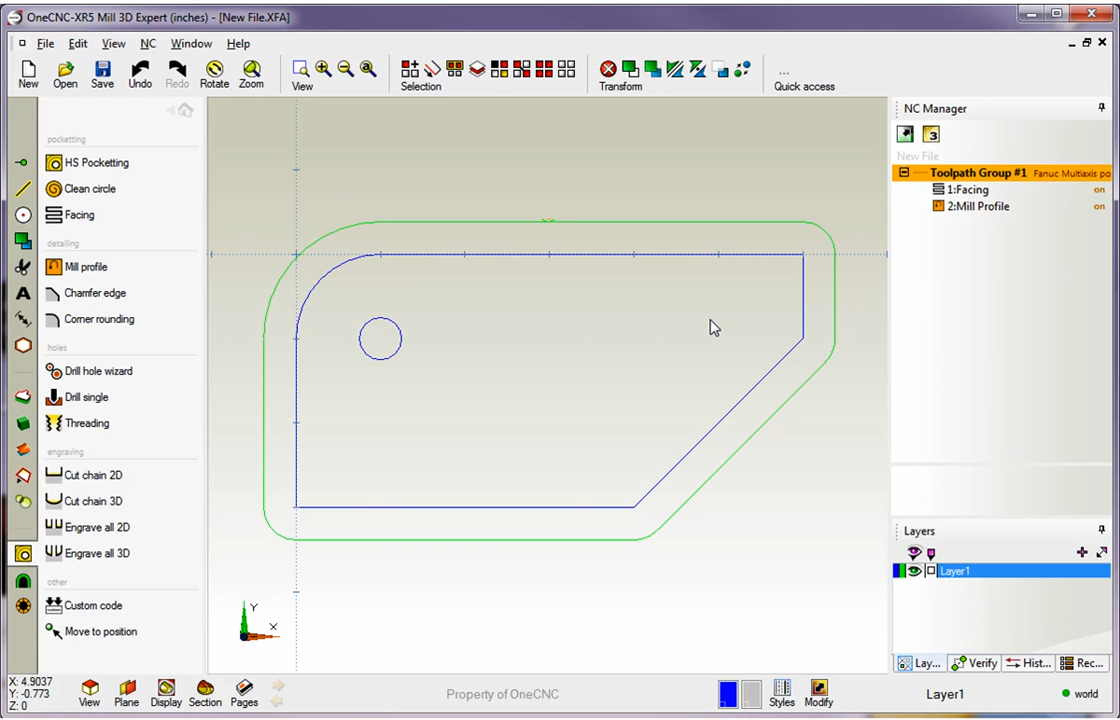 OneCNC-XR5 Mill 3D Expert (inches) - [New File.XFA]
File Edit View NC Window Help
New Open Save Undo Redo Rotate Zoom View Selection Transform Quick access
pocketting
HS Pocketting
Clean circle
Facing
detailing
Mill profile
Chamfer edge
Corner rounding
holes
Drill hole wizard
Drill single
Threading
engraving
Cut chain 2D
Cut chain 3D
Engrave all 2D
Engrave all 3D
other
Custom code
Move to position
Y
X
NC Manager
3
New File
Toolpath Group #1 Fanuc Multiaxis po
1:Facing on
2:Mill Profile on
Layers
Layer1
Lay... Verify Hist... Rec...
X: 4.9037
Y: -0.773
Z: 0
View Plane Display Section Pages
Property of OneCNC
Styles Modify
Layer1
world